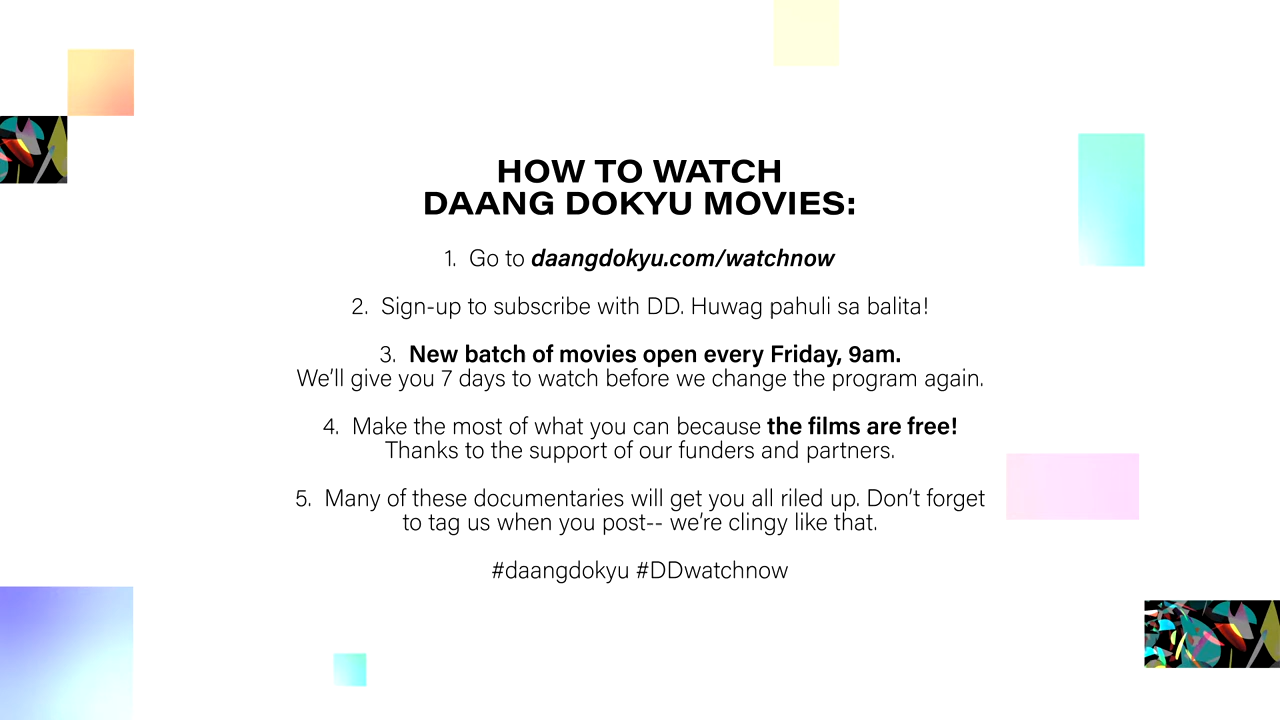 HOW TO WATCH
DAANG DOKYU MOVIES:
1. Go to daangdokyu.com/watchnow
2. Sign-up to subscribe with DD. Huwag pahuli sa balita!
3. New batch of movies open every Friday, 9am.
We'll give you 7 days to watch before we change the program again.
4. Make the most of what you can because the films are free!
Thanks to the support of our funders and partners.
5. Many of these documentaries will get you all riled up. Don't forget
to tag us when you post-- we're clingy like that.
#daangdokyu #DDwatchnow